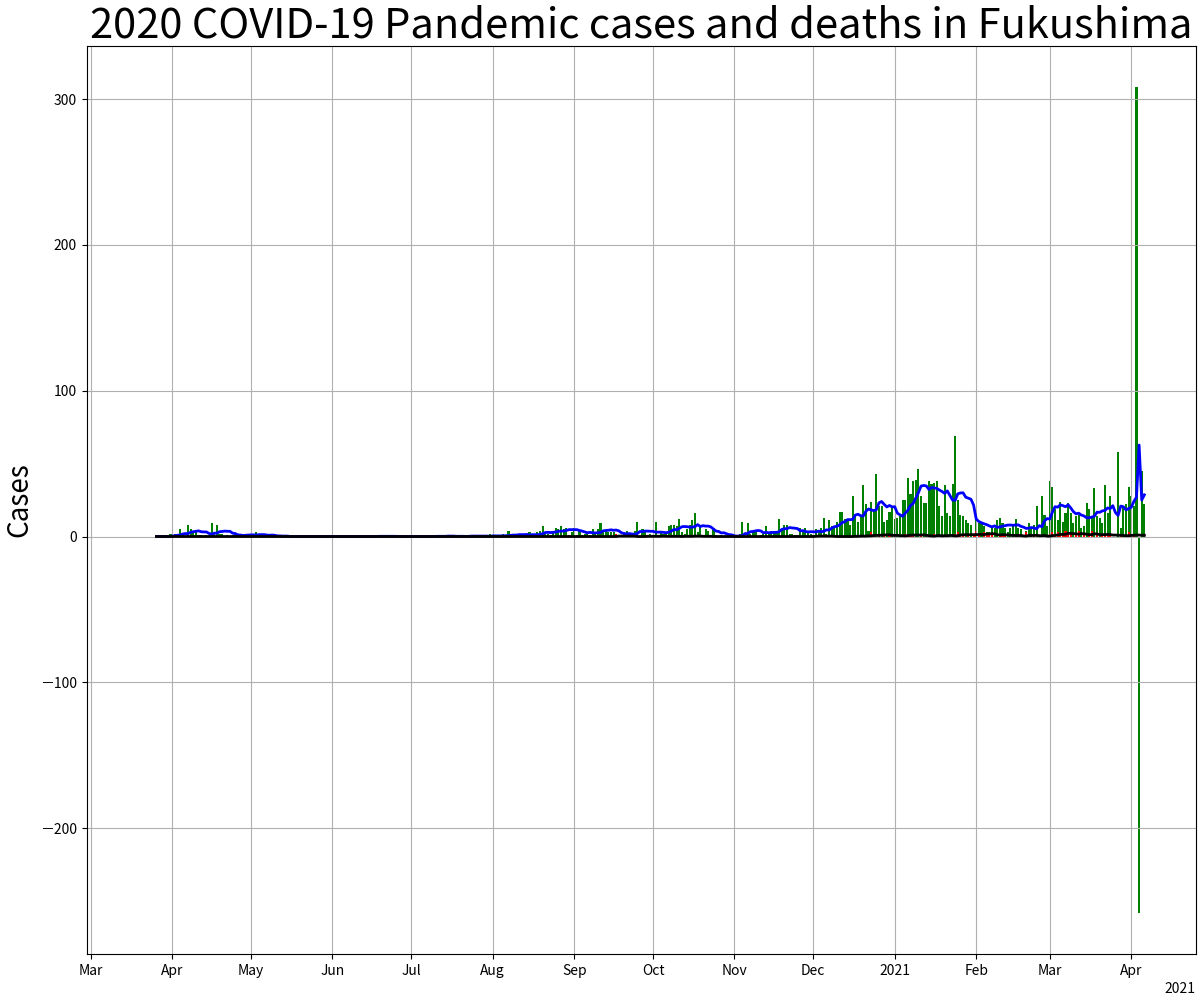 2020 COVID-19 Pandemic cases and deaths in Fukushima
300
200
100
0
−100
−200
Cases
Mar Apr May Jun Jul Aug Sep Oct Nov Dec 2021 Feb Mar Apr
2021